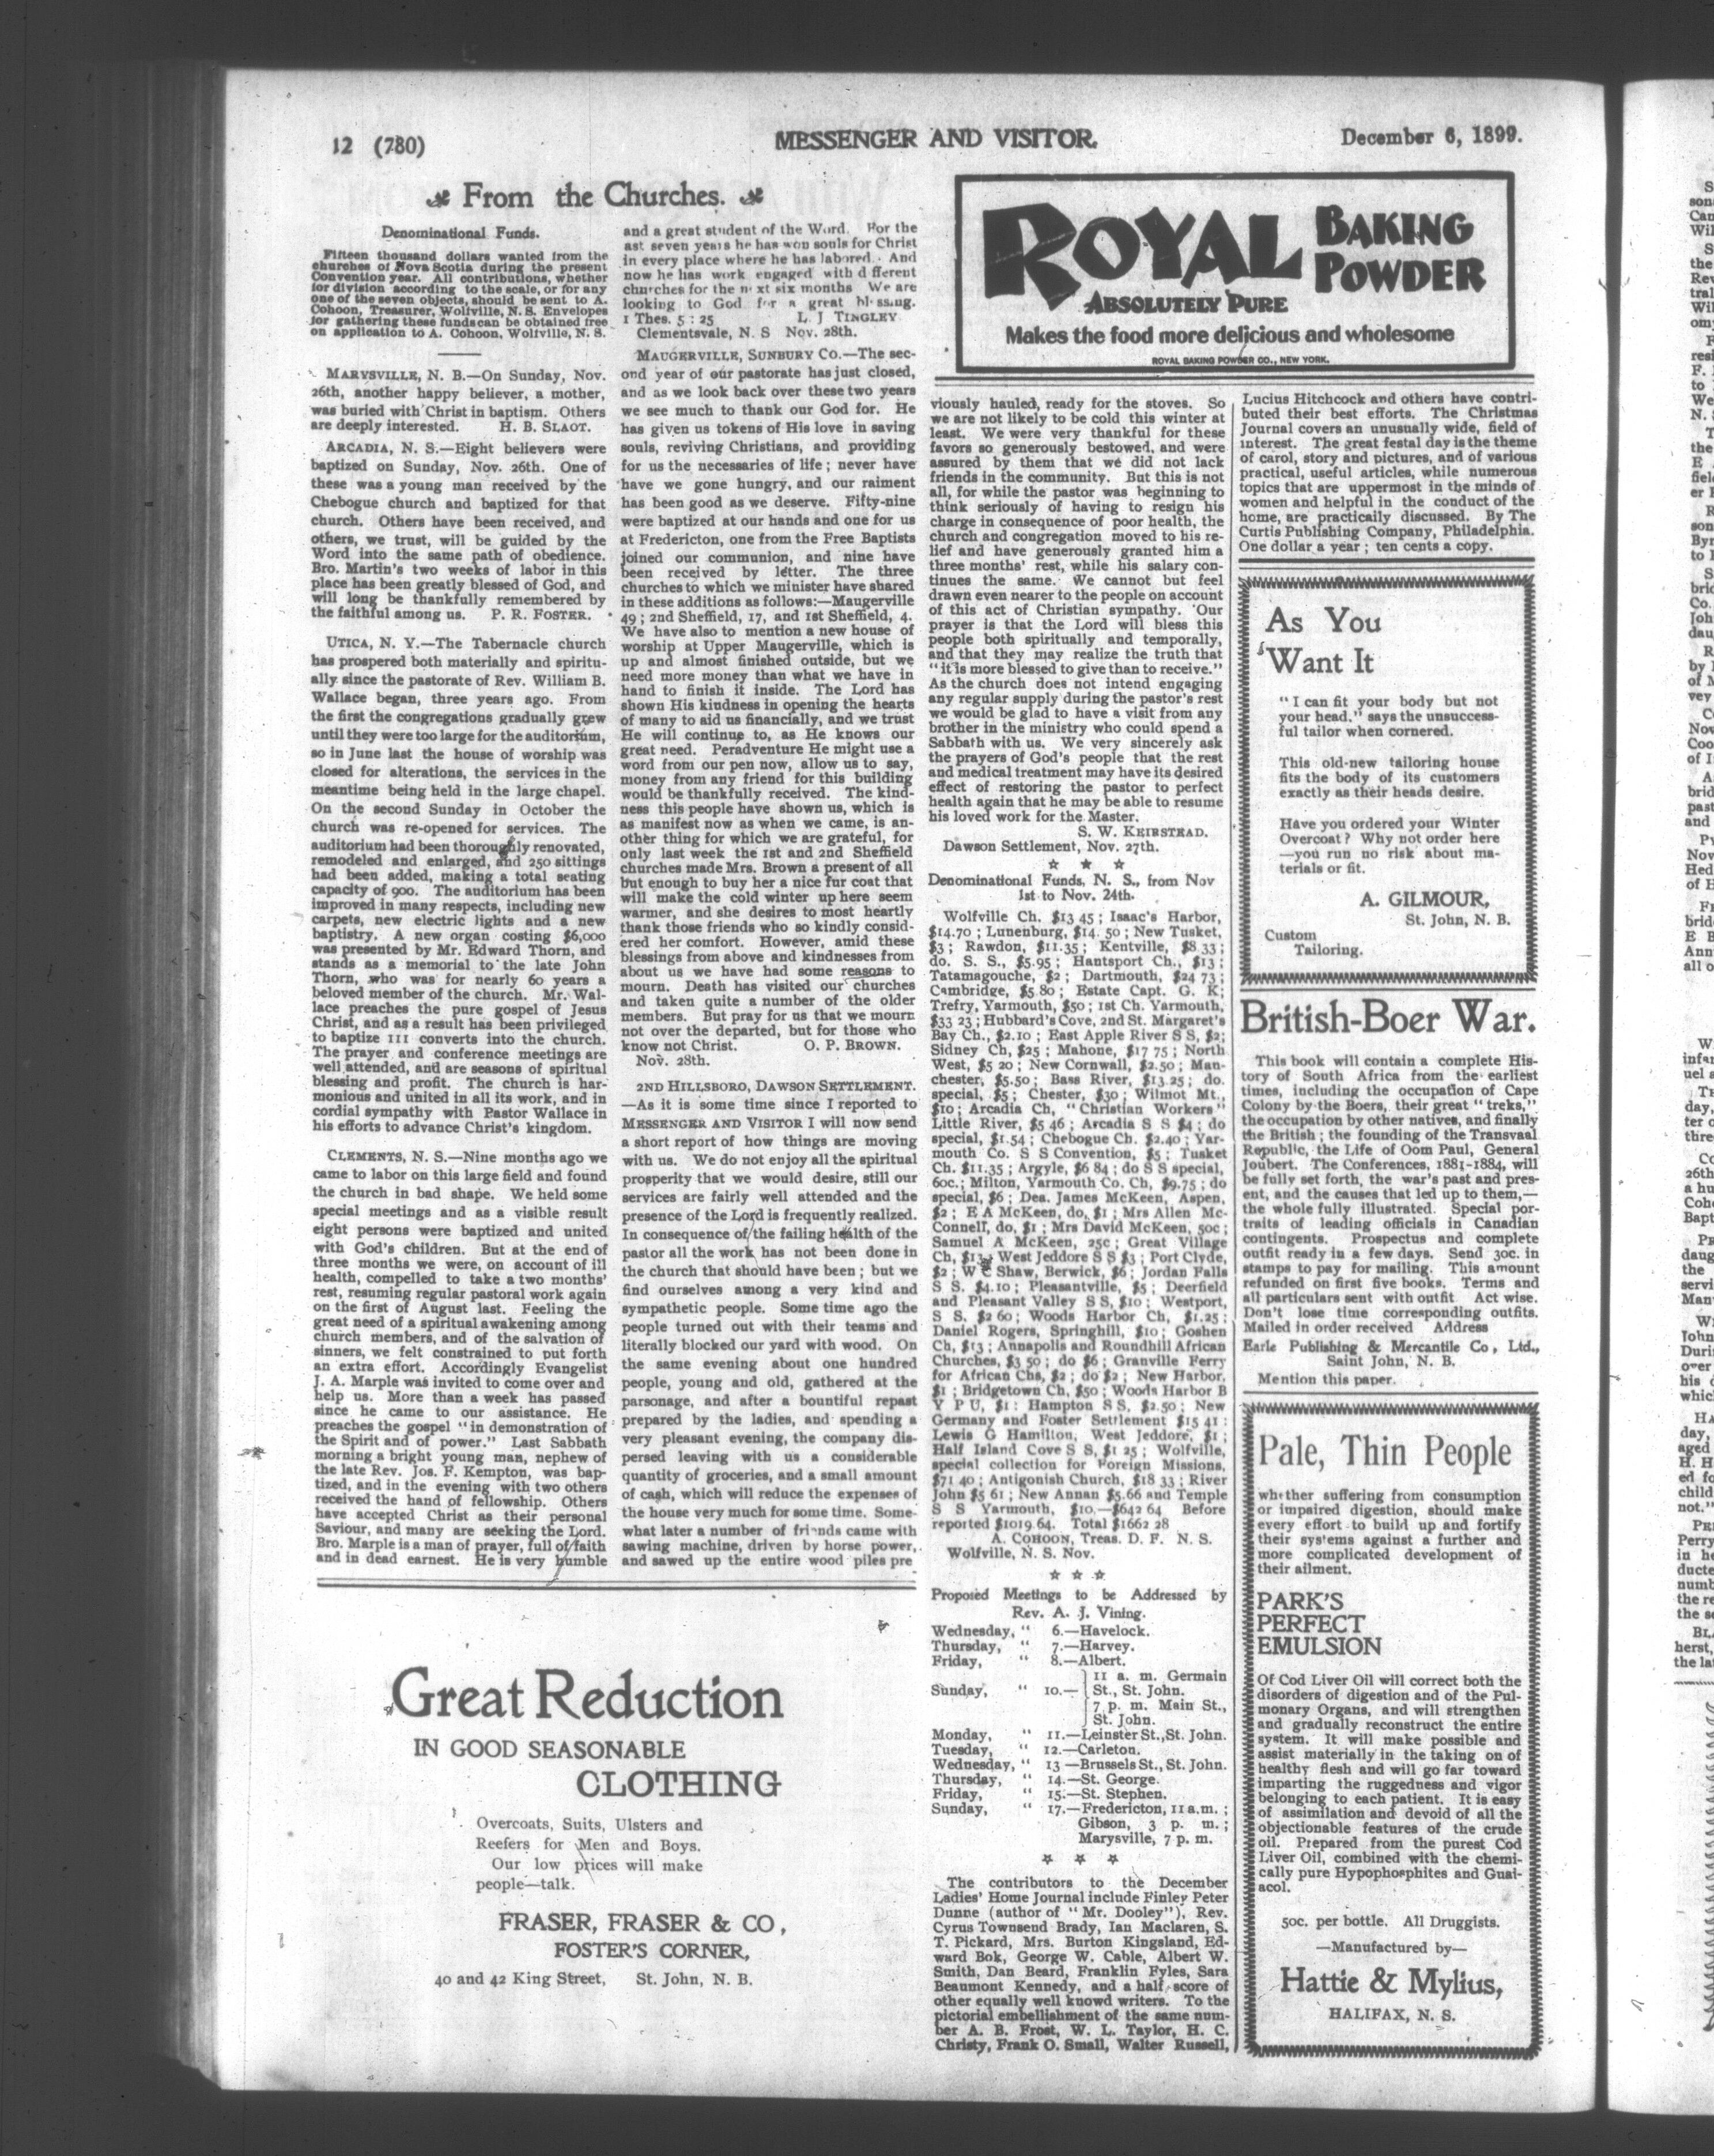 12 (780)
MESSENGER AND VISITOR.
December 6, 1899.
From the Churches.
Denominational Funds.
Fifteen thousand dollars wanted from the
churches of Nova Scotia during the present
Convention year. All contributions, whether
for division according to the scale, or for any
one of the seven objects, should be sent to A.
Cohoon, Treasurer, Wolfville, N. S. Envelopes
for gathering these funds can be obtained free
on application to A. Cohoon, Wolfville, N. S.
MARYSVILLE, N. B.—On Sunday, Nov.
26th, another happy believer, a mother,
was buried with Christ in baptism. Others
are deeply interested. H. B. SLAOT.
ARCADIA, N. S.—Eight believers were
baptized on Sunday, Nov. 26th. One of
these was a young man received by the
Chebogue church and baptized for that
church. Others have been received, and
others, we trust, will be guided by the
Word into the same path of obedience.
Bro. Martin's two weeks of labor in this
place has been greatly blessed of God, and
will long be thankfully remembered by
the faithful among us. P. R. FOSTER.
UTICA, N. Y.—The Tabernacle church
has prospered both materially and spiritu-
ally since the pastorate of Rev. William B.
Wallace began, three years ago. From
the first the congregations gradually grew
until they were too large for the auditorium,
so in June last the house of worship was
closed for alterations, the services in the
meantime being held in the large chapel.
On the second Sunday in October the
church was re-opened for services. The
auditorium had been thoroughly renovated,
remodeled and enlarged, and 250 sittings
had been added, making a total seating
capacity of 900. The auditorium has been
improved in many respects, including new
carpets, new electric lights and a new
baptistry. A new organ costing $6,000
was presented by Mr. Edward Thorn, and
stands as a memorial to the late John
Thorn, who was for nearly 60 years a
beloved member of the church. Mr. Wal-
lace preaches the pure gospel of Jesus
Christ, and as a result has been privileged
to baptize 111 converts into the church.
The prayer and conference meetings are
well attended, and are seasons of spiritual
blessing and profit. The church is har-
monious and united in all its work, and in
cordial sympathy with Pastor Wallace in
his efforts to advance Christ's kingdom.
CLEMENTS, N. S.—Nine months ago we
came to labor on this large field and found
the church in bad shape. We held some
special meetings and as a visible result
eight persons were baptized and united
with God's children. But at the end of
three months we were, on account of ill
health, compelled to take a two months'
rest, resuming regular pastoral work again
on the first of August last. Feeling the
great need of a spiritual awakening among
church members, and of the salvation of
sinners, we felt constrained to put forth
an extra effort. Accordingly Evangelist
J. A. Marple was invited to come over and
help us. More than a week has passed
since he came to our assistance. He
preaches the gospel "in demonstration of
the Spirit and of power." Last Sabbath
morning a bright young man, nephew of
the late Rev. Jos. F. Kempton, was bap-
tized, and in the evening with two others
received the hand of fellowship. Others
have accepted Christ as their personal
Saviour, and many are seeking the Lord.
Bro. Marple is a man of prayer, full of faith
and in dead earnest. He is very humble
and a great student of the Word. For the
ast seven years he has won souls for Christ
in every place where he has labored. And
now he has work engaged with d fferent
churches for the next six months We are
looking to God for a great blessing.
1 Thes. 5 : 25 L. J TINGLEY
Clementsvale, N. S Nov. 28th.
MAUGERVILLE, SUNBURY CO.—The sec-
ond year of our pastorate has just closed,
and as we look back over these two years
we see much to thank our God for. He
has given us tokens of His love in saving
souls, reviving Christians, and providing
for us the necessaries of life; never have
have we gone hungry, and our raiment
has been good as we deserve. Fifty-nine
were baptized at our hands and one for us
at Fredericton, one from the Free Baptists
joined our communion, and nine have
been received by letter. The three
churches to which we minister have shared
in these additions as follows:—Maugerville
49; 2nd Sheffield, 17, and 1st Sheffield, 4.
We have also to mention a new house of
worship at Upper Maugerville, which is
up and almost finished outside, but we
need more money than what we have in
hand to finish it inside. The Lord has
shown His kindness in opening the hearts
of many to aid us financially, and we trust
He will continue to, as He knows our
great need. Peradventure He might use a
word from our pen now, allow us to say,
money from any friend for this building
would be thankfully received. The kind-
ness this people have shown us, which is
as manifest now as when we came, is an-
other thing for which we are grateful, for
only last week the 1st and 2nd Sheffield
churches made Mrs. Brown a present of all
but enough to buy her a nice fur coat that
will make the cold winter up here seem
warmer, and she desires to most heartly
thank those friends who so kindly consid-
ered her comfort. However, amid these
blessings from above and kindnesses from
about us we have had some reasons to
mourn. Death has visited our churches
and taken quite a number of the older
members. But pray for us that we mourn
not over the departed, but for those who
know not Christ. O. P. BROWN.
Nov. 28th.
2ND HILLSBORO, DAWSON SETTLEMENT.
—As it is some time since I reported to
MESSENGER AND VISITOR I will now send
a short report of how things are moving
with us. We do not enjoy all the spiritual
prosperity that we would desire, still our
services are fairly well attended and the
presence of the Lord is frequently realized.
In consequence of the failing health of the
pastor all the work has not been done in
the church that should have been; but we
find ourselves among a very kind and
sympathetic people. Some time ago the
people turned out with their teams and
literally blocked our yard with wood. On
the same evening about one hundred
people, young and old, gathered at the
parsonage, and after a bountiful repast
prepared by the ladies, and spending a
very pleasant evening, the company dis-
persed leaving with us a considerable
quantity of groceries, and a small amount
of cash, which will reduce the expenses of
the house very much for some time. Some-
what later a number of friends came with
sawing machine, driven by horse power,
and sawed up the entire wood piles pre
Great Reduction
IN GOOD SEASONABLE
CLOTHING
Overcoats, Suits, Ulsters and
Reefers for Men and Boys.
Our low prices will make
people—talk.
FRASER, FRASER & CO,
FOSTER'S CORNER,
40 and 42 King Street, St. John, N. B.
ROYAL BAKING
POWDER
ABSOLUTELY PURE
Makes the food more delicious and wholesome
ROYAL BAKING POWDER CO., NEW YORK.
viously hauled, ready for the stoves. So
we are not likely to be cold this winter at
least. We were very thankful for these
favors so generously bestowed, and were
assured by them that we did not lack
friends in the community. But this is not
all, for while the pastor was beginning to
think seriously of having to resign his
charge in consequence of poor health, the
church and congregation moved to his re-
lief and have generously granted him a
three months' rest, while his salary con-
tinues the same. We cannot but feel
drawn even nearer to the people on account
of this act of Christian sympathy. Our
prayer is that the Lord will bless this
people both spiritually and temporally,
and that they may realize the truth that
"it is more blessed to give than to receive."
As the church does not intend engaging
any regular supply during the pastor's rest
we would be glad to have a visit from any
brother in the ministry who could spend a
Sabbath with us. We very sincerely ask
the prayers of God's people that the rest
and medical treatment may have its desired
effect of restoring the pastor to perfect
health again that he may be able to resume
his loved work for the Master.
S. W. KEIRSTEAD.
Dawson Settlement, Nov. 27th.
Denominational Funds, N. S., from Nov
1st to Nov. 24th.
Wolfville Ch. $13 45; Isaac's Harbor,
$14.70; Lunenburg, $14. 50; New Tusket,
$3; Rawdon, $11.35; Kentville, $8.33;
do. S. S., $5.95; Hantsport Ch., $13;
Tatamagouche, $2; Dartmouth, $24 73;
Cambridge, $5.80; Estate Capt. G. K;
Trefry, Yarmouth, $50; 1st Ch. Yarmouth,
$33 23; Hubbard's Cove, 2nd St. Margaret's
Bay Ch., $2.10; East Apple River S S, $2;
Sidney Ch, $25; Mahone, $17 75; North
West, $5 20; New Cornwall, $2.50; Man-
chester, $5.50; Bass River, $13.25; do.
special, $5; Chester, $30; Wilmot Mt.,
$10; Arcadia Ch, "Christian Workers"
Little River, $5 46; Arcadia S S $4; do
special, $1.54; Chebogue Ch. $2.40; Yar-
mouth Co. S S Convention, $5; Tusket
Ch. $11.35; Argyle, $6 84; do S S special,
60c.; Milton, Yarmouth Co. Ch, $9.75; do
special, $6; Dea. James McKeen, Aspen,
$2; E A McKeen, do, $1; Mrs Allen Mc-
Connell, do, $1; Mrs David McKeen, 50c;
Samuel A McKeen, 25c; Great Village
Ch, $13; West Jeddore S S $3; Port Clyde,
$2; W C Shaw, Berwick, $6; Jordan Falls
S S. $4.10; Pleasantville, $5; Deerfield
and Pleasant Valley S S, $10; Westport,
S S. $2 60; Woods Harbor Ch, $1.25;
Daniel Rogers, Springhill, $10; Goshen
Ch, $13; Annapolis and Roundhill African
Churches, $3 50; do $6; Granville Ferry
for African Chs, $2; do $2; New Harbor,
$1; Bridgetown Ch, $50; Woods Harbor B
Y P U, $1: Hampton S S, $2.50; New
Germany and Foster Settlement $15 41:
Lewis G Hamilton, West Jeddore, $1;
Half Island Cove S S, $1 25; Wolfville,
special collection for Foreign Missions,
$71 40; Antigonish Church, $18 33; River
John $5 61; New Annan $5.66 and Temple
S S Yarmouth, $10.—$642 64 Before
reported $1019.64. Total $1662 28
A. COHOON, Treas. D. F. N. S.
Wolfville, N. S. Nov.
Proposed Meetings to be Addressed by
Rev. A. J. Vining.
Wednesday, " 6.—Havelock.
Thursday, " 7.—Harvey.
Friday, " 8.—Albert.
11 a. m. Germain
Sunday, " 10.— St., St. John.
7 p. m. Main St.,
St. John.
Monday, " 11.—Leinster St., St. John.
Tuesday, " 12.—Carleton.
Wednesday, " 13 —Brussels St., St. John.
Thursday, " 14.—St. George.
Friday, " 15.—St. Stephen.
Sunday, " 17.—Fredericton, 11 a.m.;
Gibson, 3 p. m.;
Marysville, 7 p. m.
The contributors to the December
Ladies' Home Journal include Finley Peter
Dunne (author of "Mr. Dooley"), Rev.
Cyrus Townsend Brady, Ian Maclaren, S.
T. Pickard, Mrs. Burton Kingsland, Ed-
ward Bok, George W. Cable, Albert W.
Smith, Dan Beard, Franklin Fyles, Sara
Beaumont Kennedy, and a half-score of
other equally well knowd writers. To the
pictorial embellishment of the same num-
ber A. B. Frost, W. L. Taylor, H. C.
Christy, Frank O. Small, Walter Russell,
Lucius Hitchcock and others have contri-
buted their best efforts. The Christmas
Journal covers an unusually wide, field of
interest. The great festal day is the theme
of carol, story and pictures, and of various
practical, useful articles, while numerous
topics that are uppermost in the minds of
women and helpful in the conduct of the
home, are practically discussed. By The
Curtis Publishing Company, Philadelphia.
One dollar a year; ten cents a copy.
As You
Want It
"I can fit your body but not
your head." says the unsuccess-
ful tailor when cornered.
This old-new tailoring house
fits the body of its customers
exactly as their heads desire.
Have you ordered your Winter
Overcoat? Why not order here
—you run no risk about ma-
terials or fit.
A. GILMOUR,
St. John, N. B.
Custom
Tailoring.
British-Boer War.
This book will contain a complete His-
tory of South Africa from the earliest
times, including the occupation of Cape
Colony by the Boers, their great "treks,"
the occupation by other natives, and finally
the British; the founding of the Transvaal
Republic, the Life of Oom Paul, General
Joubert. The Conferences, 1881-1884, will
be fully set forth, the war's past and pres-
ent, and the causes that led up to them,—
the whole fully illustrated. Special por-
traits of leading officials in Canadian
contingents. Prospectus and complete
outfit ready in a few days. Send 30c. in
stamps to pay for mailing. This amount
refunded on first five books. Terms and
all particulars sent with outfit Act wise.
Don't lose time corresponding outfits.
Mailed in order received Address
Earle Publishing & Mercantile Co, Ltd.,
Saint John, N. B.
Mention this paper.
Pale, Thin People
whether suffering from consumption
or impaired digestion, should make
every effort to build up and fortify
their systems against a further and
more complicated development of
their ailment.
PARK'S
PERFECT
EMULSION
Of Cod Liver Oil will correct both the
disorders of digestion and of the Pul-
monary Organs, and will strengthen
and gradually reconstruct the entire
system. It will make possible and
assist materially in the taking on of
healthy flesh and will go far toward
imparting the ruggedness and vigor
belonging to each patient. It is easy
of assimilation and devoid of all the
objectionable features of the crude
oil. Prepared from the purest Cod
Liver Oil, combined with the chemi-
cally pure Hypophosphites and Guai-
acol.
50c. per bottle. All Druggists.
—Manufactured by—
Hattie & Mylius,
HALIFAX, N. S.